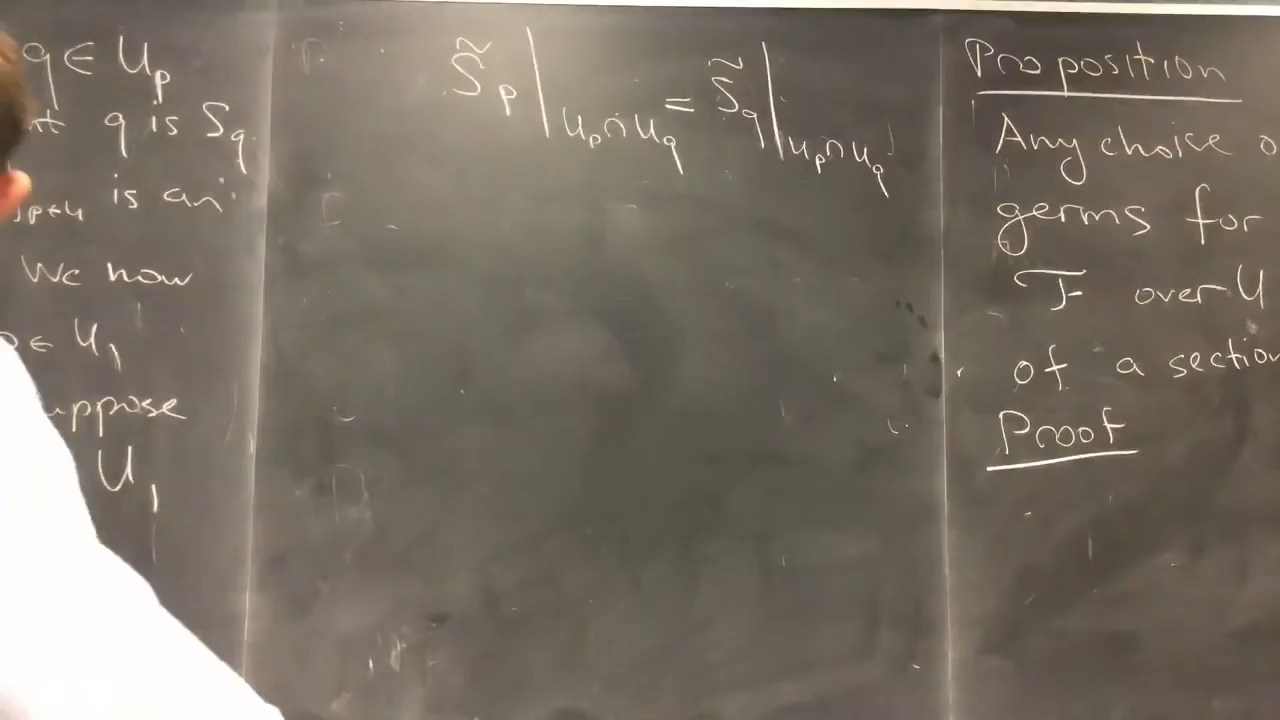 q ∈ U_p
q is S_q.
is an
We now
∈ U_1
uppose
U_1
S̃_p|_{U_p∩U_q} = S̃_q|_{U_p∩U_q}
Proposition
Any choice o
germs for
F over U
of a section
Proof